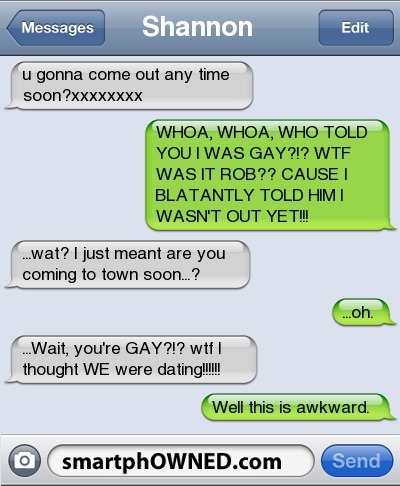 Messages
Shannon
Edit
u gonna come out any time
soon?xxxxxxxx
WHOA, WHOA, WHO TOLD
YOU I WAS GAY?!? WTF
WAS IT ROB?? CAUSE I
BLATANTLY TOLD HIM I
WASN'T OUT YET!!!
...wat? I just meant are you
coming to town soon...?
...oh.
...Wait, you're GAY?!? wtf I
thought WE were dating!!!!!!
Well this is awkward.
smartphOWNED.com
Send